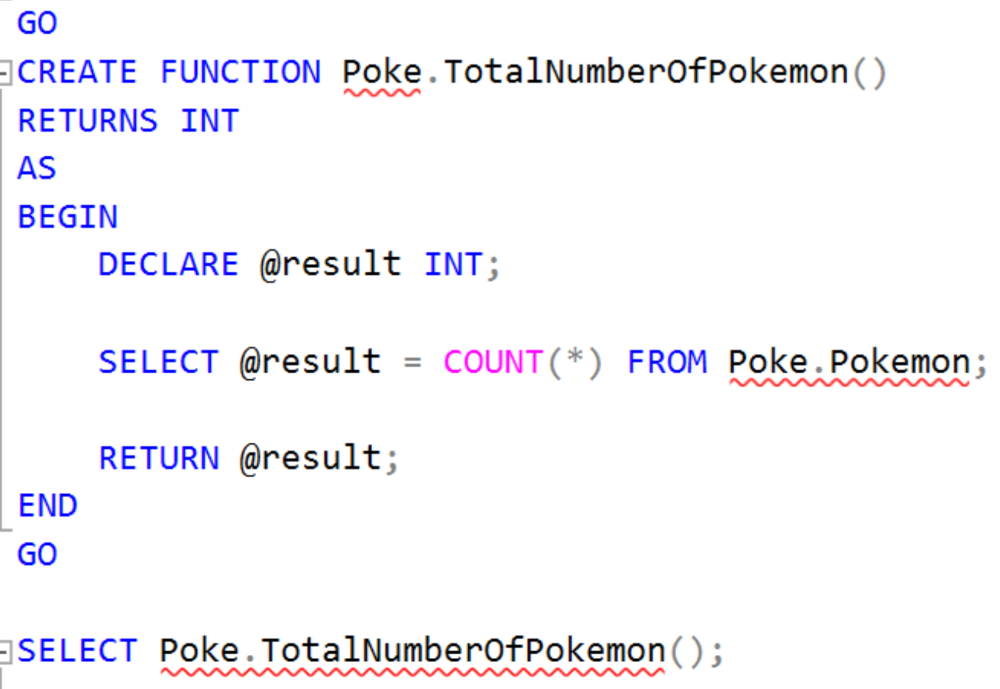 GO
CREATE FUNCTION Poke.TotalNumberOfPokemon()
RETURNS INT
AS
BEGIN
    DECLARE @result INT;
    SELECT @result = COUNT(*) FROM Poke.Pokemon;
    RETURN @result;
END
GO
SELECT Poke.TotalNumberOfPokemon();